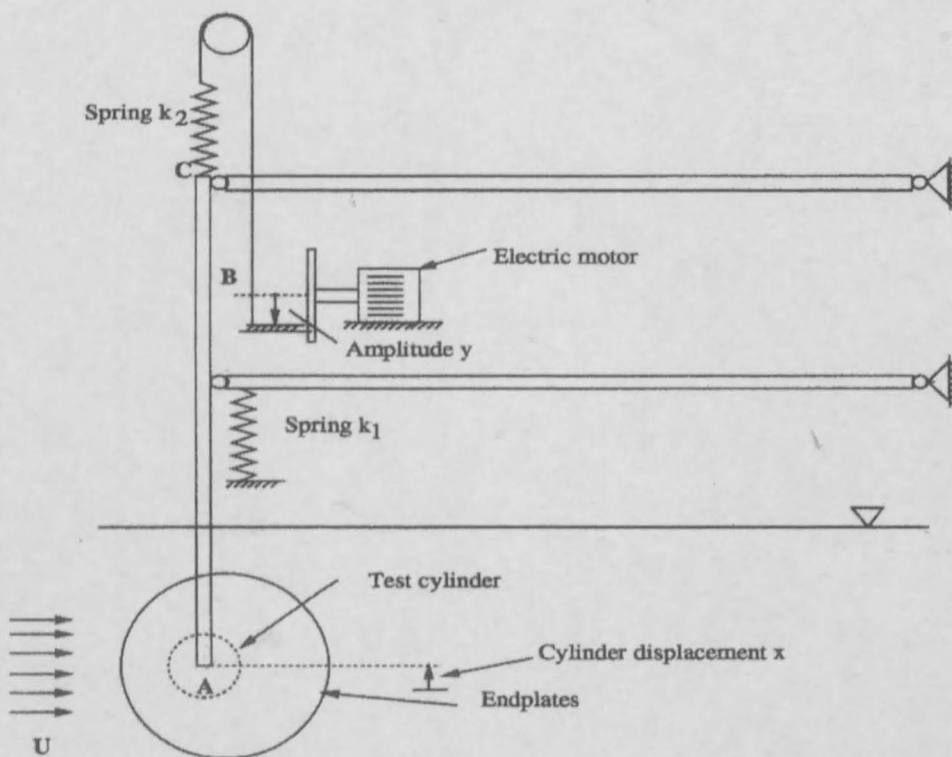 Spring k2
C
Electric motor
B
Amplitude y
Spring k1
Test cylinder
Cylinder displacement x
A
Endplates
U